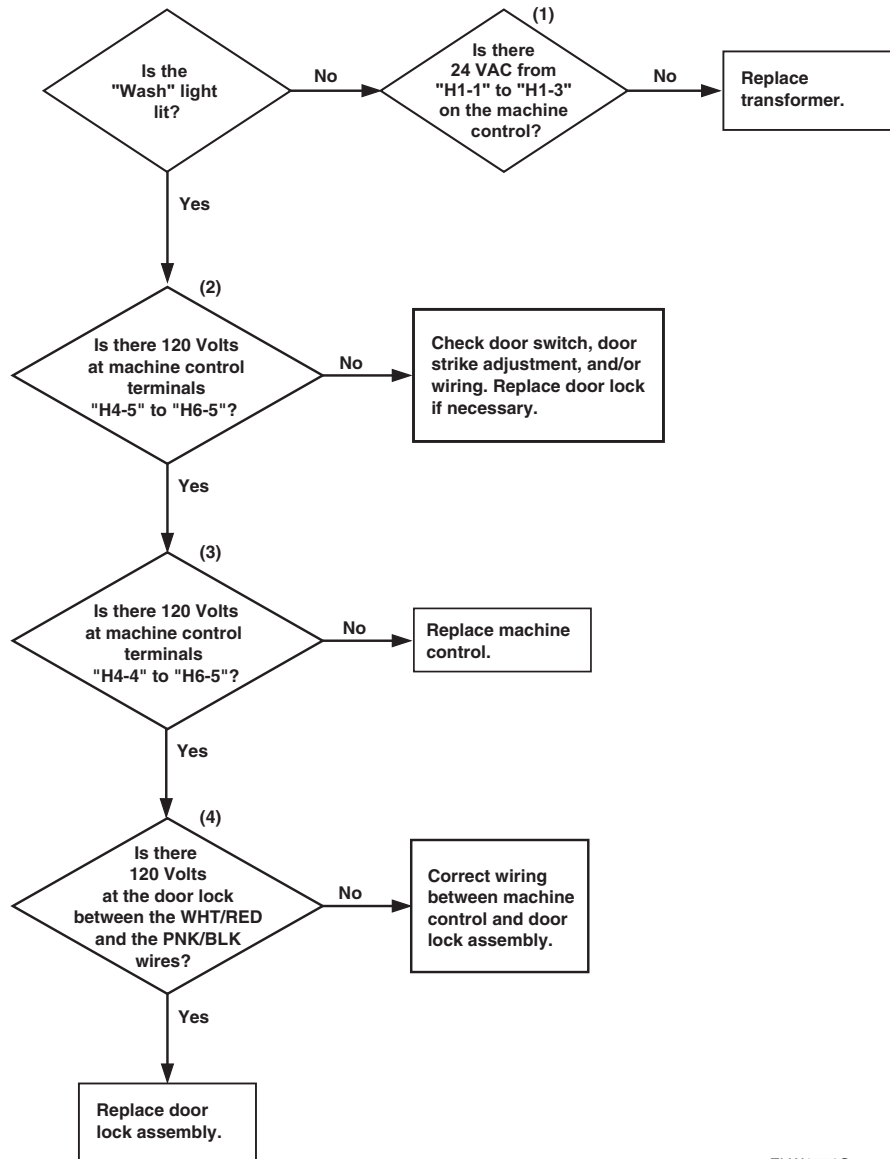 Is the
"Wash" light
lit?
No
(1)
Is there
24 VAC from
"H1-1" to "H1-3"
on the machine
control?
No
Replace
transformer.
Yes
(2)
Is there 120 Volts
at machine control
terminals
"H4-5" to "H6-5"?
No
Check door switch, door
strike adjustment, and/or
wiring. Replace door lock
if necessary.
Yes
(3)
Is there 120 Volts
at machine control
terminals
"H4-4" to "H6-5"?
No
Replace machine
control.
Yes
(4)
Is there
120 Volts
at the door lock
between the WHT/RED
and the PNK/BLK
wires?
No
Correct wiring
between machine
control and door
lock assembly.
Yes
Replace door
lock assembly.